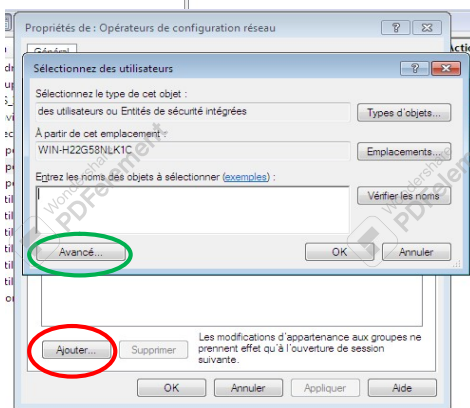 Propriétés de : Opérateurs de configuration réseau
Général
Sélectionnez des utilisateurs
Sélectionnez le type de cet objet :
des utilisateurs ou Entités de sécurité intégrées
Types d'objets...
À partir de cet emplacement :
WIN-H22G58NLK1C
Emplacements...
Entrez les noms des objets à sélectionner (exemples) :
Vérifier les noms
Avancé...
OK
Annuler
Ajouter...
Supprimer
Les modifications d'appartenance aux groupes ne
prennent effet qu'à l'ouverture de session
suivante.
OK
Annuler
Appliquer
Aide
Wondershare
PDFelement
Wondershare
PDFelement